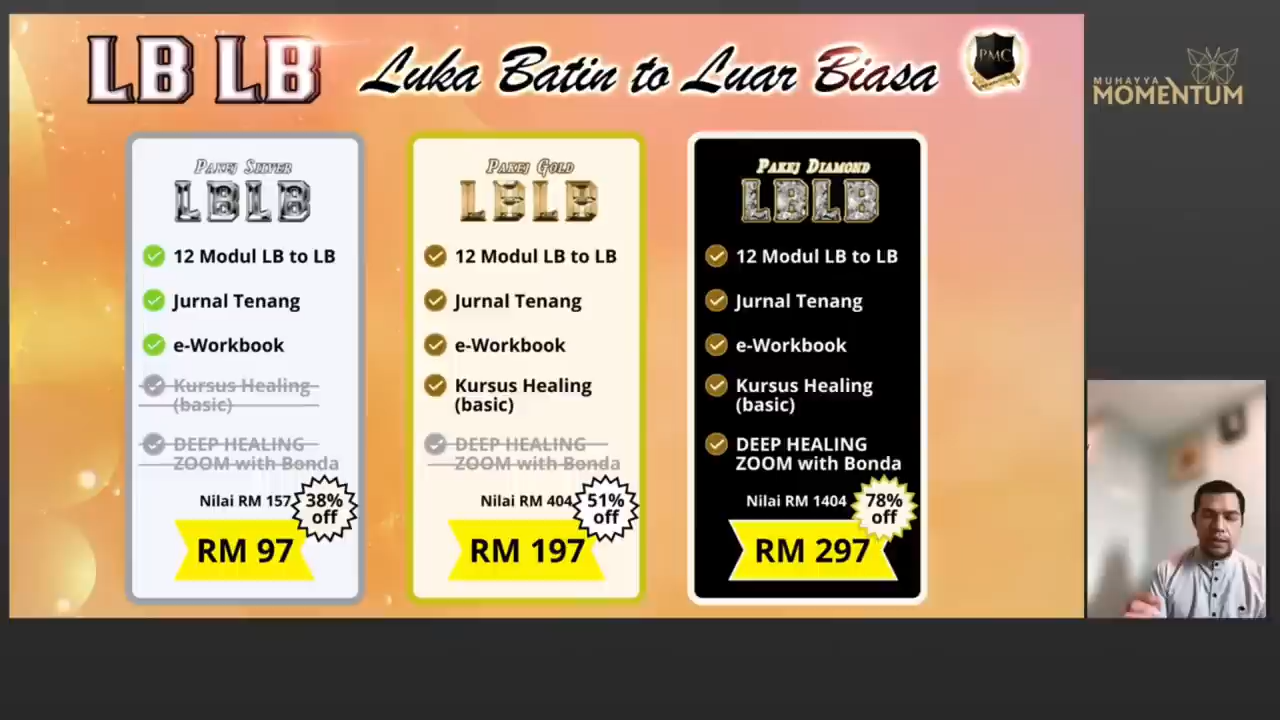 LB LB
Luka Batin to Luar Biasa
PMC
MUHAYYA
MOMENTUM
Pakej Silver
LBLB
12 Modul LB to LB
Jurnal Tenang
e-Workbook
Kursus Healing
(basic)
DEEP HEALING
ZOOM with Bonda
Nilai RM 157
38%
off
RM 97
Pakej Gold
LBLB
12 Modul LB to LB
Jurnal Tenang
e-Workbook
Kursus Healing
(basic)
DEEP HEALING
ZOOM with Bonda
Nilai RM 404
51%
off
RM 197
Pakej Diamond
LBLB
12 Modul LB to LB
Jurnal Tenang
e-Workbook
Kursus Healing
(basic)
DEEP HEALING
ZOOM with Bonda
Nilai RM 1404
78%
off
RM 297